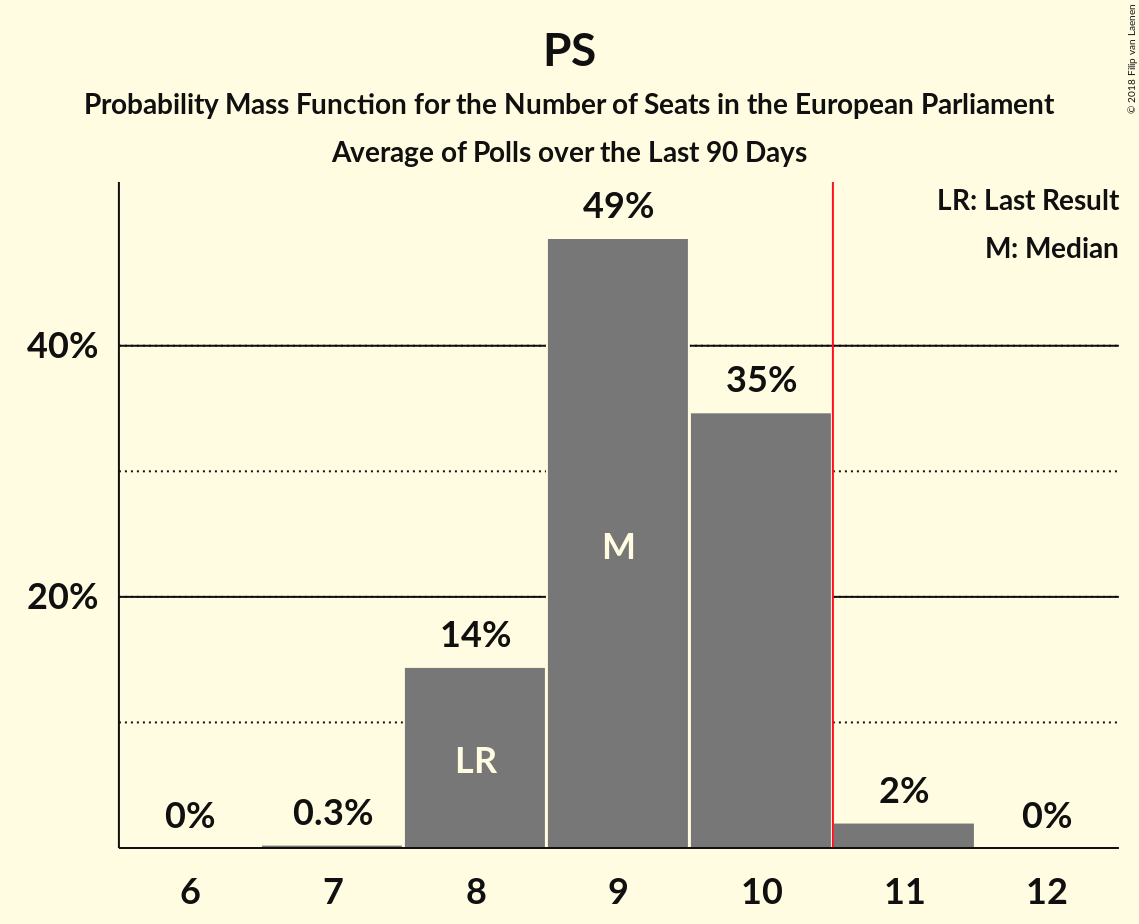 PS
Probability Mass Function for the Number of Seats in the European Parliament
Average of Polls over the Last 90 Days
© 2018 Filip van Laenen
LR: Last Result
M: Median
49%
40%
35%
M
20%
14%
LR
0%
0.3%
2%
0%
6 7 8 9 10 11 12